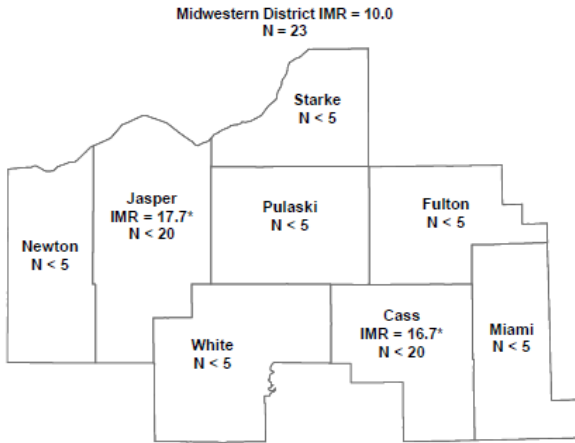 Midwestern District IMR = 10.0
N = 23
Starke
N < 5
Jasper
IMR = 17.7*
N < 20
Pulaski
N < 5
Fulton
N < 5
Newton
N < 5
White
N < 5
Cass
IMR = 16.7*
N < 20
Miami
N < 5